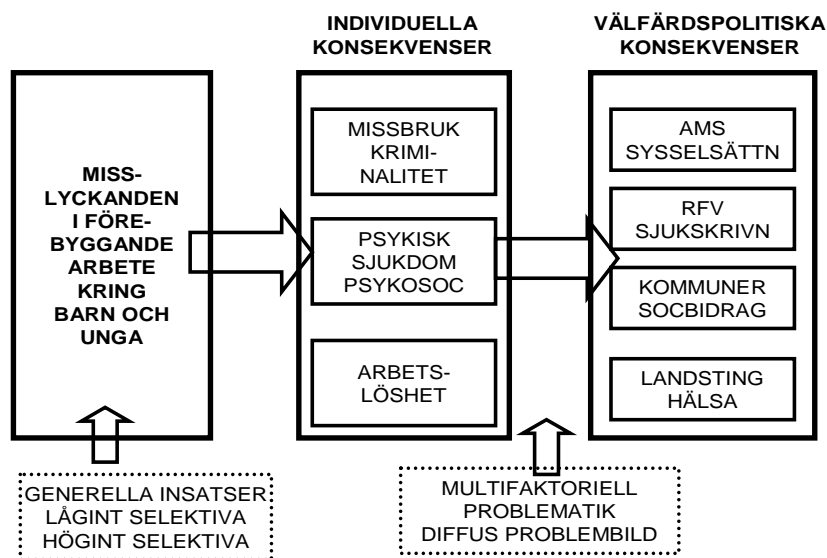 INDIVIDUELLA
KONSEKVENSER
VÄLFÄRDSPOLITISKA
KONSEKVENSER
MISS-
LYCKANDEN
I FÖRE-
BYGGANDE
ARBETE
KRING
BARN OCH
UNGA
MISSBRUK
KRIMI-
NALITET
PSYKISK
SJUKDOM
PSYKOSOC
ARBETS-
LÖSHET
AMS
SYSSELSÄTTN
RFV
SJUKSKRIVN
KOMMUNER
SOCBIDRAG
LANDSTING
HÄLSA
GENERELLA INSATSER
LÅGINT SELEKTIVA
HÖGINT SELEKTIVA
MULTIFAKTORIELL
PROBLEMATIK
DIFFUS PROBLEMBILD